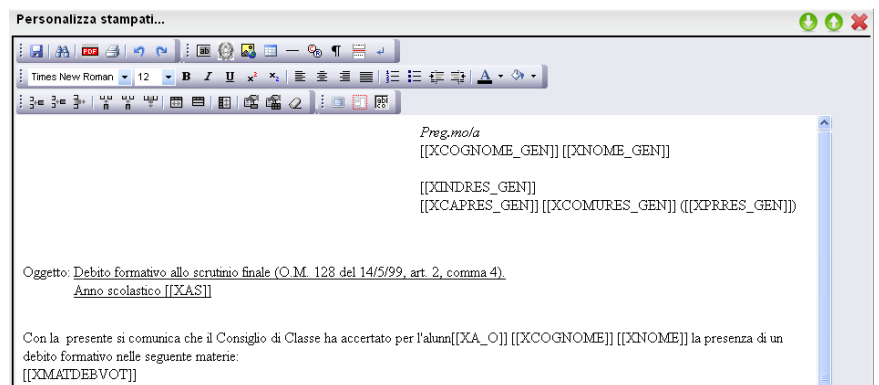 Personalizza stampati...
Times New Roman 12 B I U x² x₂ A
Preg.mo/a
[[XCOGNOME_GEN]] [[XNOME_GEN]]
[[XINDRES_GEN]]
[[XCAPRES_GEN]] [[XCOMURES_GEN]] ([[XPRRES_GEN]])
Oggetto: Debito formativo allo scrutinio finale (O.M. 128 del 14/5/99, art. 2, comma 4).
Anno scolastico [[XAS]]
Con la presente si comunica che il Consiglio di Classe ha accertato per l'alunn[[XA_O]] [[XCOGNOME]] [[XNOME]] la presenza di un
debito formativo nelle seguente materie:
[[XMATDEBVOT]]